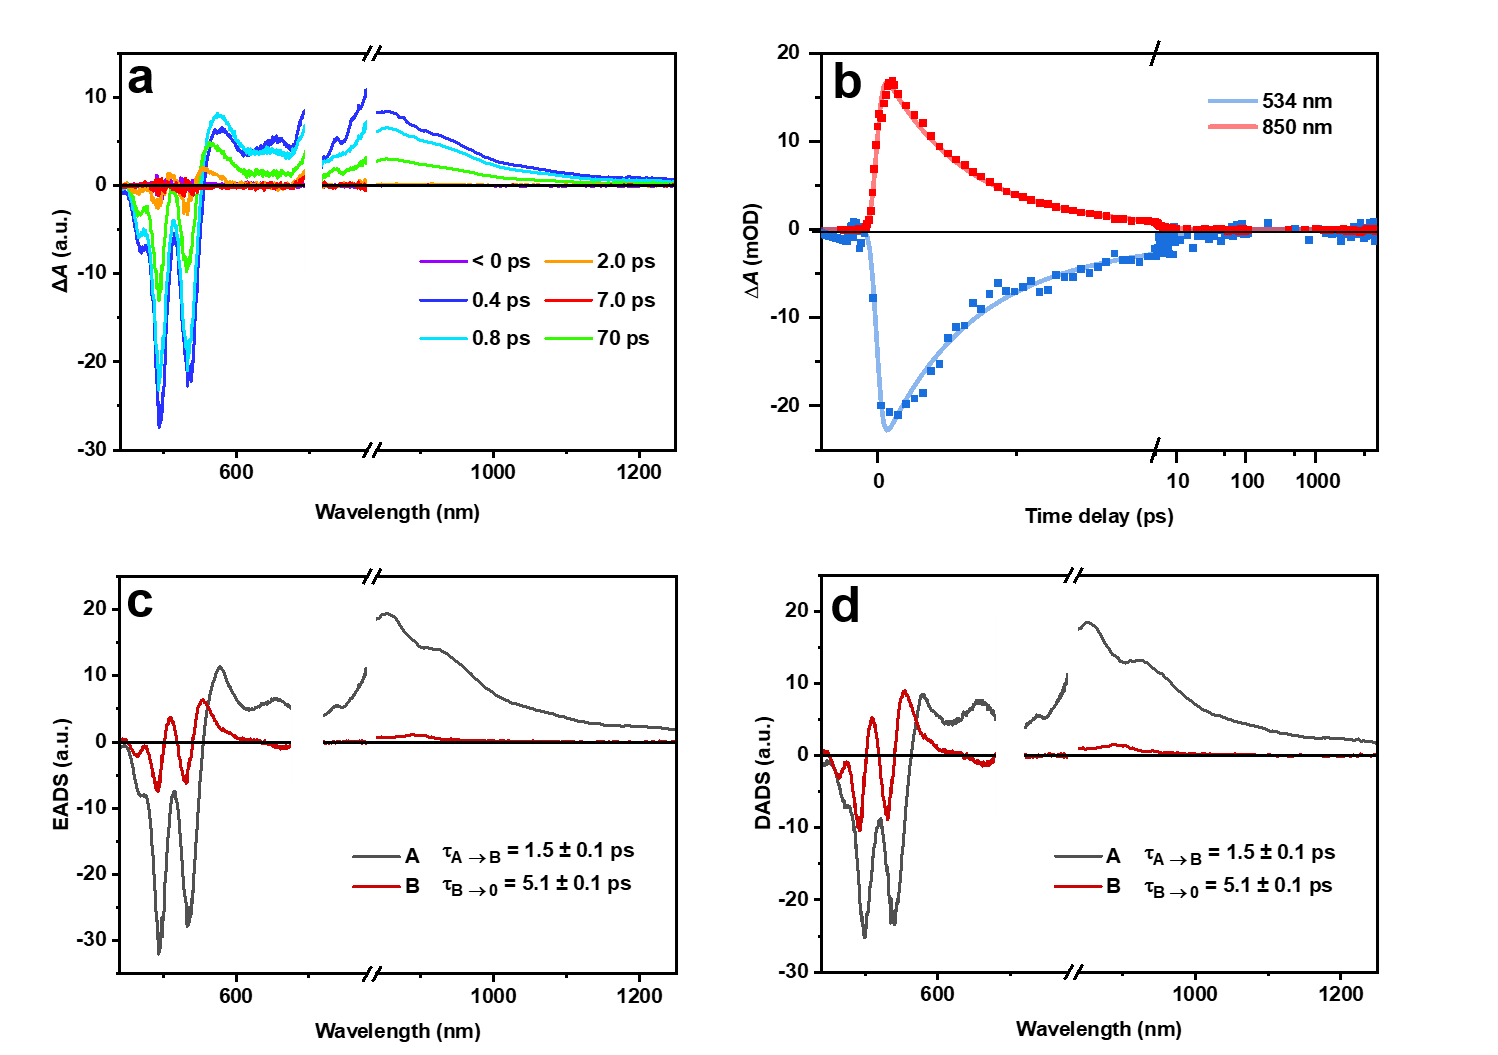 a
10
0
-10
-20
-30
ΔA (a.u.)
< 0 ps
2.0 ps
0.4 ps
7.0 ps
0.8 ps
70 ps
600
1000
1200
Wavelength (nm)
b
20
10
0
-10
-20
ΔA (mOD)
534 nm
850 nm
0
10
100
1000
Time delay (ps)
c
20
10
0
-10
-20
-30
EADS (a.u.)
A τA → B = 1.5 ± 0.1 ps
B τB → 0 = 5.1 ± 0.1 ps
600
1000
1200
Wavelength (nm)
d
20
10
0
-10
-20
-30
DADS (a.u.)
A τA → B = 1.5 ± 0.1 ps
B τB → 0 = 5.1 ± 0.1 ps
600
1000
1200
Wavelength (nm)